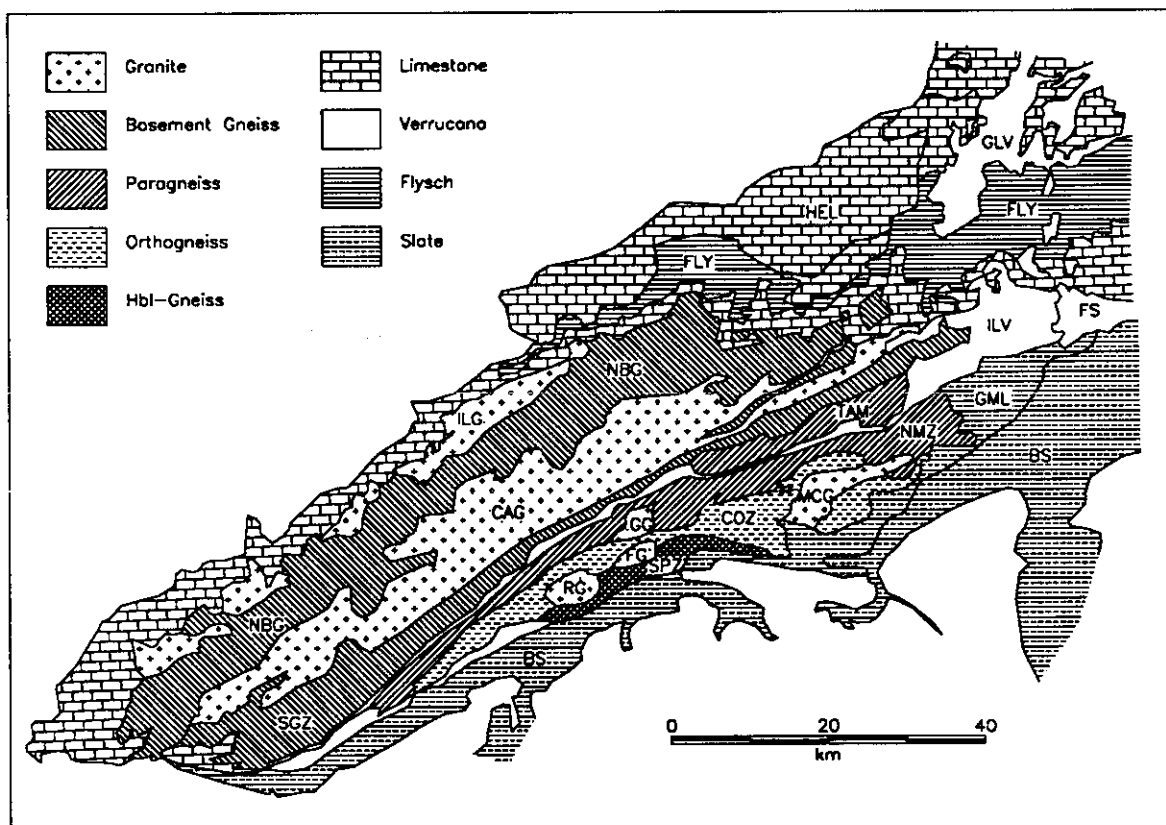 Granite
Basement Gneiss
Paragneiss
Orthogneiss
Hbl-Gneiss
Limestone
Verrucano
Flysch
Slate
GLV
HEL
FLY
FLY
ILV
FS
NBG
ILG
GML
TAM
NMZ
BS
MCG
CAG
COZ
GG
FG
SP
RG
NBG
BS
SGZ
0 20 40
km